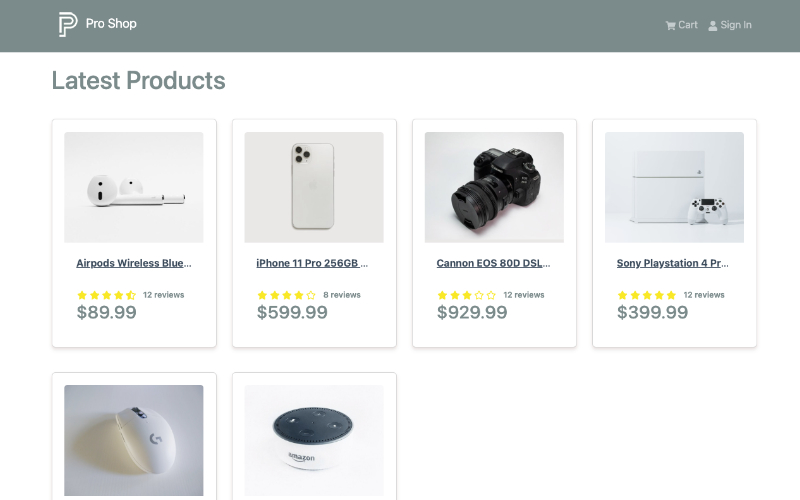 Pro Shop
Cart
Sign In
Latest Products
Airpods Wireless Blue...
iPhone 11 Pro 256GB ...
Cannon EOS 80D DSL...
Sony Playstation 4 Pr...
12 reviews
8 reviews
12 reviews
12 reviews
$89.99
$599.99
$929.99
$399.99
amazon